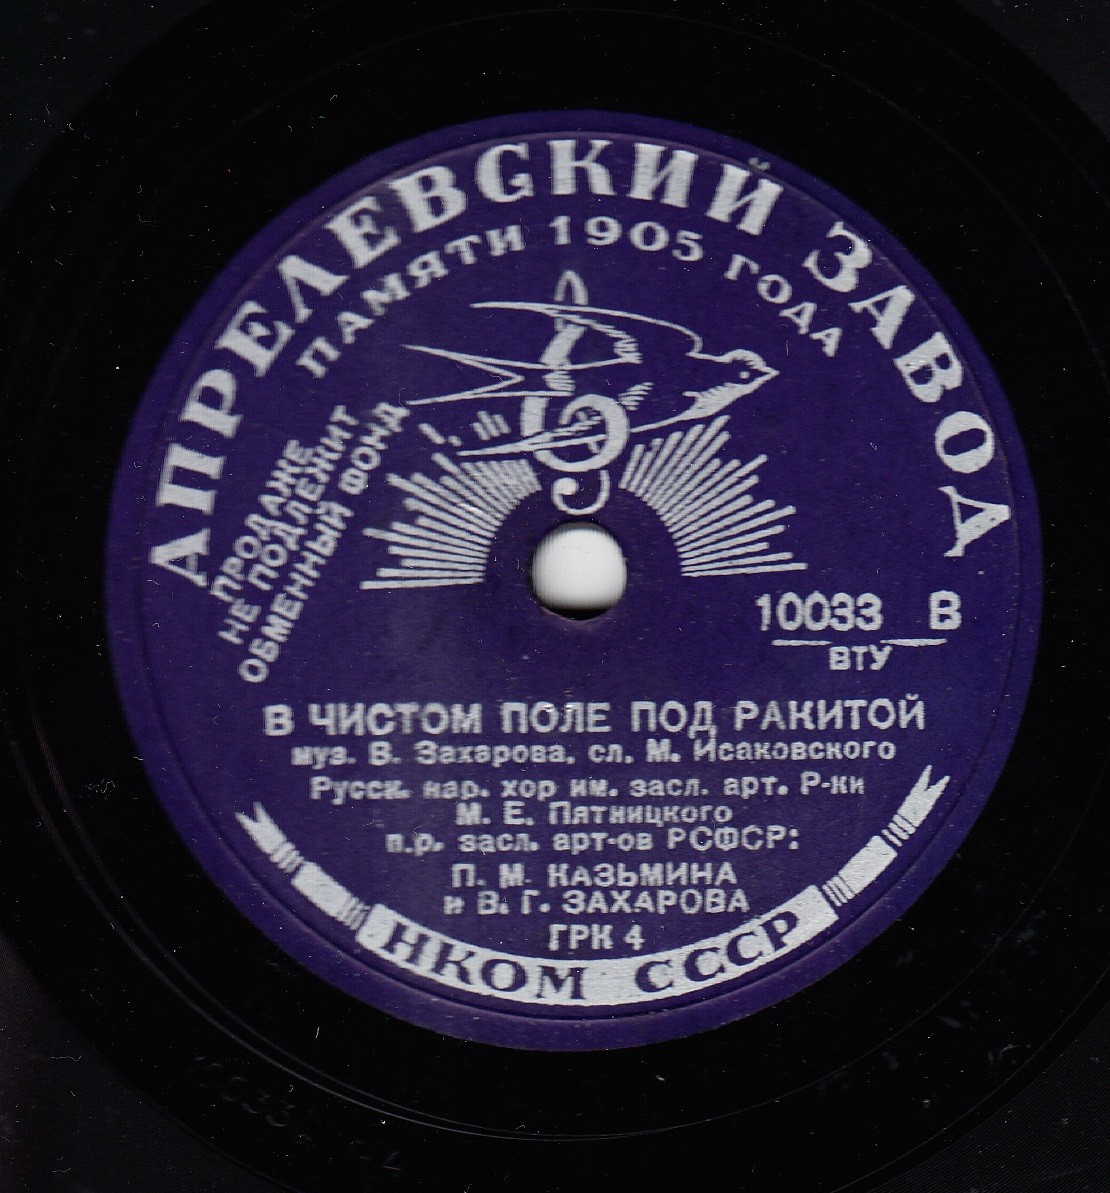 АПРЕЛЕВСКИЙ ЗАВОД
ПАМЯТИ 1905 ГОДА
ПРОДАЖЕ
НЕ ПОДЛЕЖИТ
ОБМЕННЫЙ ФОНД
10033 В
ВТУ
В ЧИСТОМ ПОЛЕ ПОД РАКИТОЙ
муз. В. Захарова, сл. М. Исаковского
Русск. нар. хор им. засл. арт. Р-ки
М. Е. Пятницкого
п.р. засл. арт-ов РСФСР:
П. М. КАЗЬМИНА
и В. Г. ЗАХАРОВА
ГРК 4
НКОМ СССР